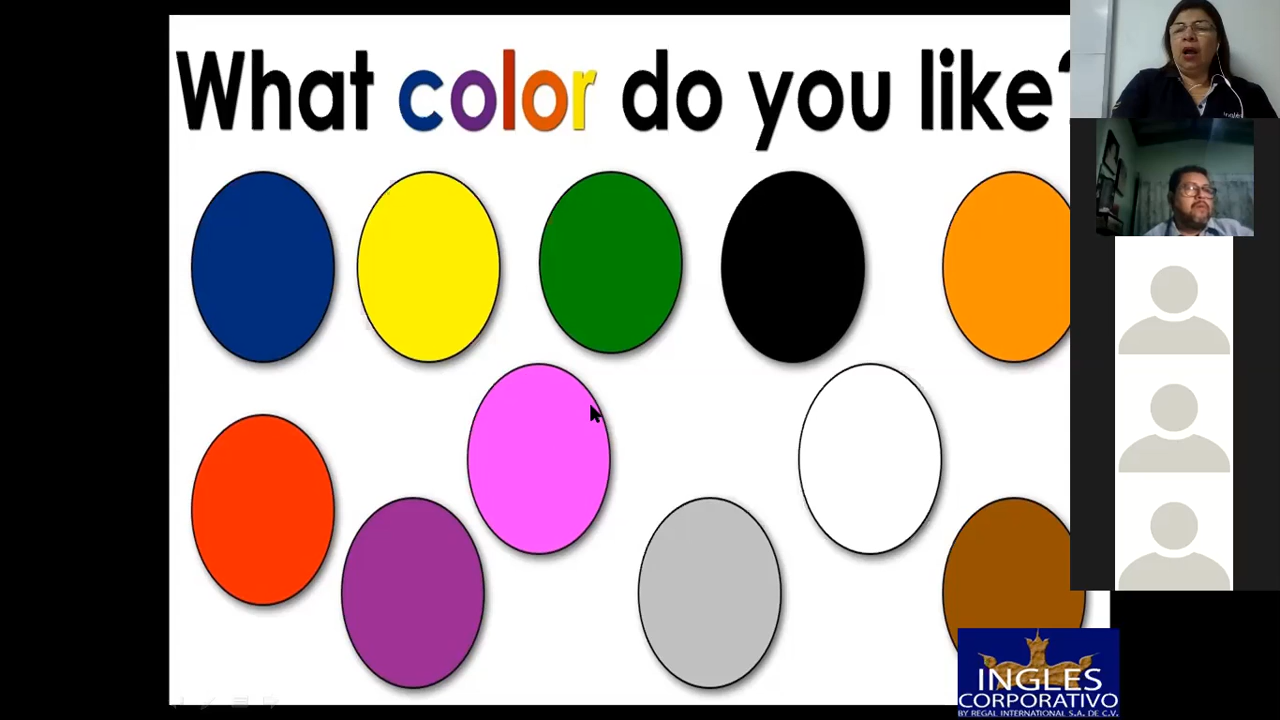 What color do you like?
INGLES
CORPORATIVO
BY REGAL INTERNATIONAL S.A. DE C.V.